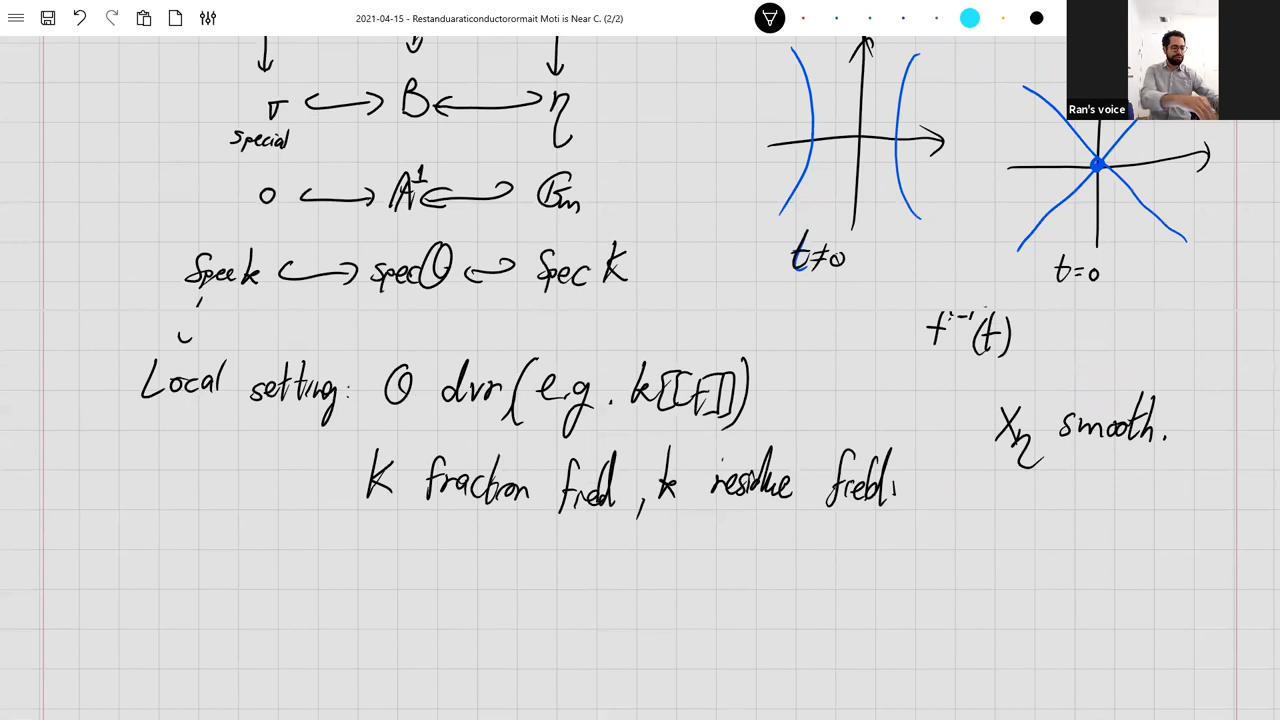 2021-04-15 - Restanduaraticonductorormait Moti is Near C. (2/2)
Ran's voice
σ ↪ B ↩ η
special
0 ↪ A¹ ↩ Gm
Spec k ↪ spec O ↩ Spec K
t≠0
t=0
f⁻¹(t)
Local setting: O dvr (e.g. k[[t]])
Xη smooth.
K fraction field, k residue field.